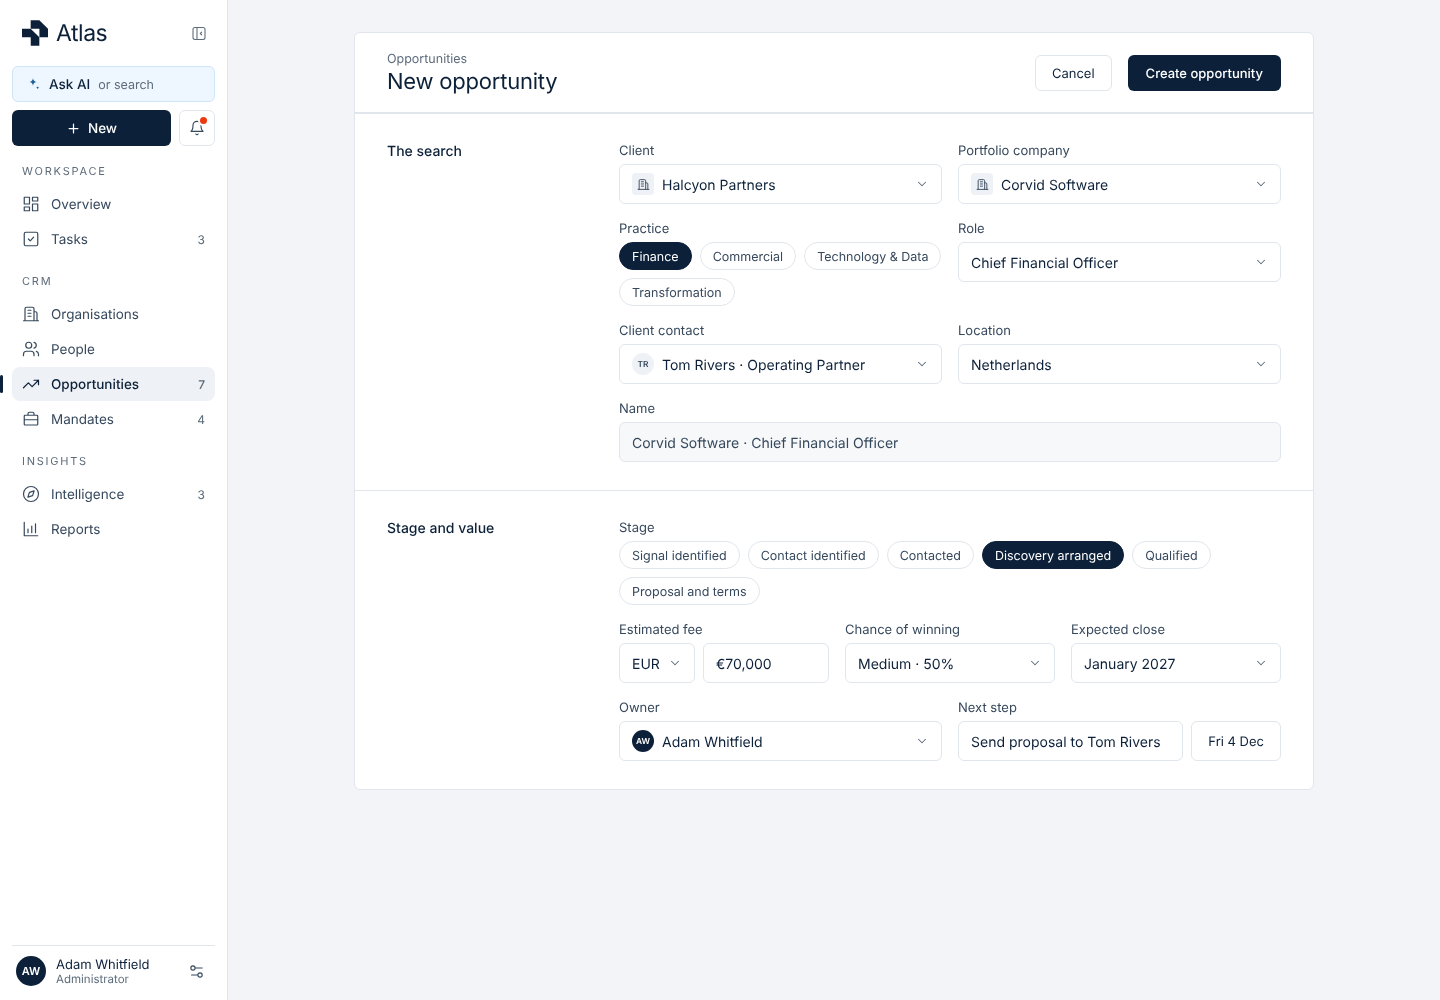 Atlas
Ask AI or search
New
WORKSPACE
Overview
Tasks 3
CRM
Organisations
People
Opportunities 7
Mandates 4
INSIGHTS
Intelligence 3
Reports
AW
Adam Whitfield
Administrator
Opportunities
New opportunity
Cancel
Create opportunity
The search
Client
Halcyon Partners
Portfolio company
Corvid Software
Practice
Finance
Commercial
Technology & Data
Transformation
Role
Chief Financial Officer
Client contact
TR Tom Rivers · Operating Partner
Location
Netherlands
Name
Corvid Software · Chief Financial Officer
Stage and value
Stage
Signal identified
Contact identified
Contacted
Discovery arranged
Qualified
Proposal and terms
Estimated fee
EUR
€70,000
Chance of winning
Medium · 50%
Expected close
January 2027
Owner
AW Adam Whitfield
Next step
Send proposal to Tom Rivers
Fri 4 Dec